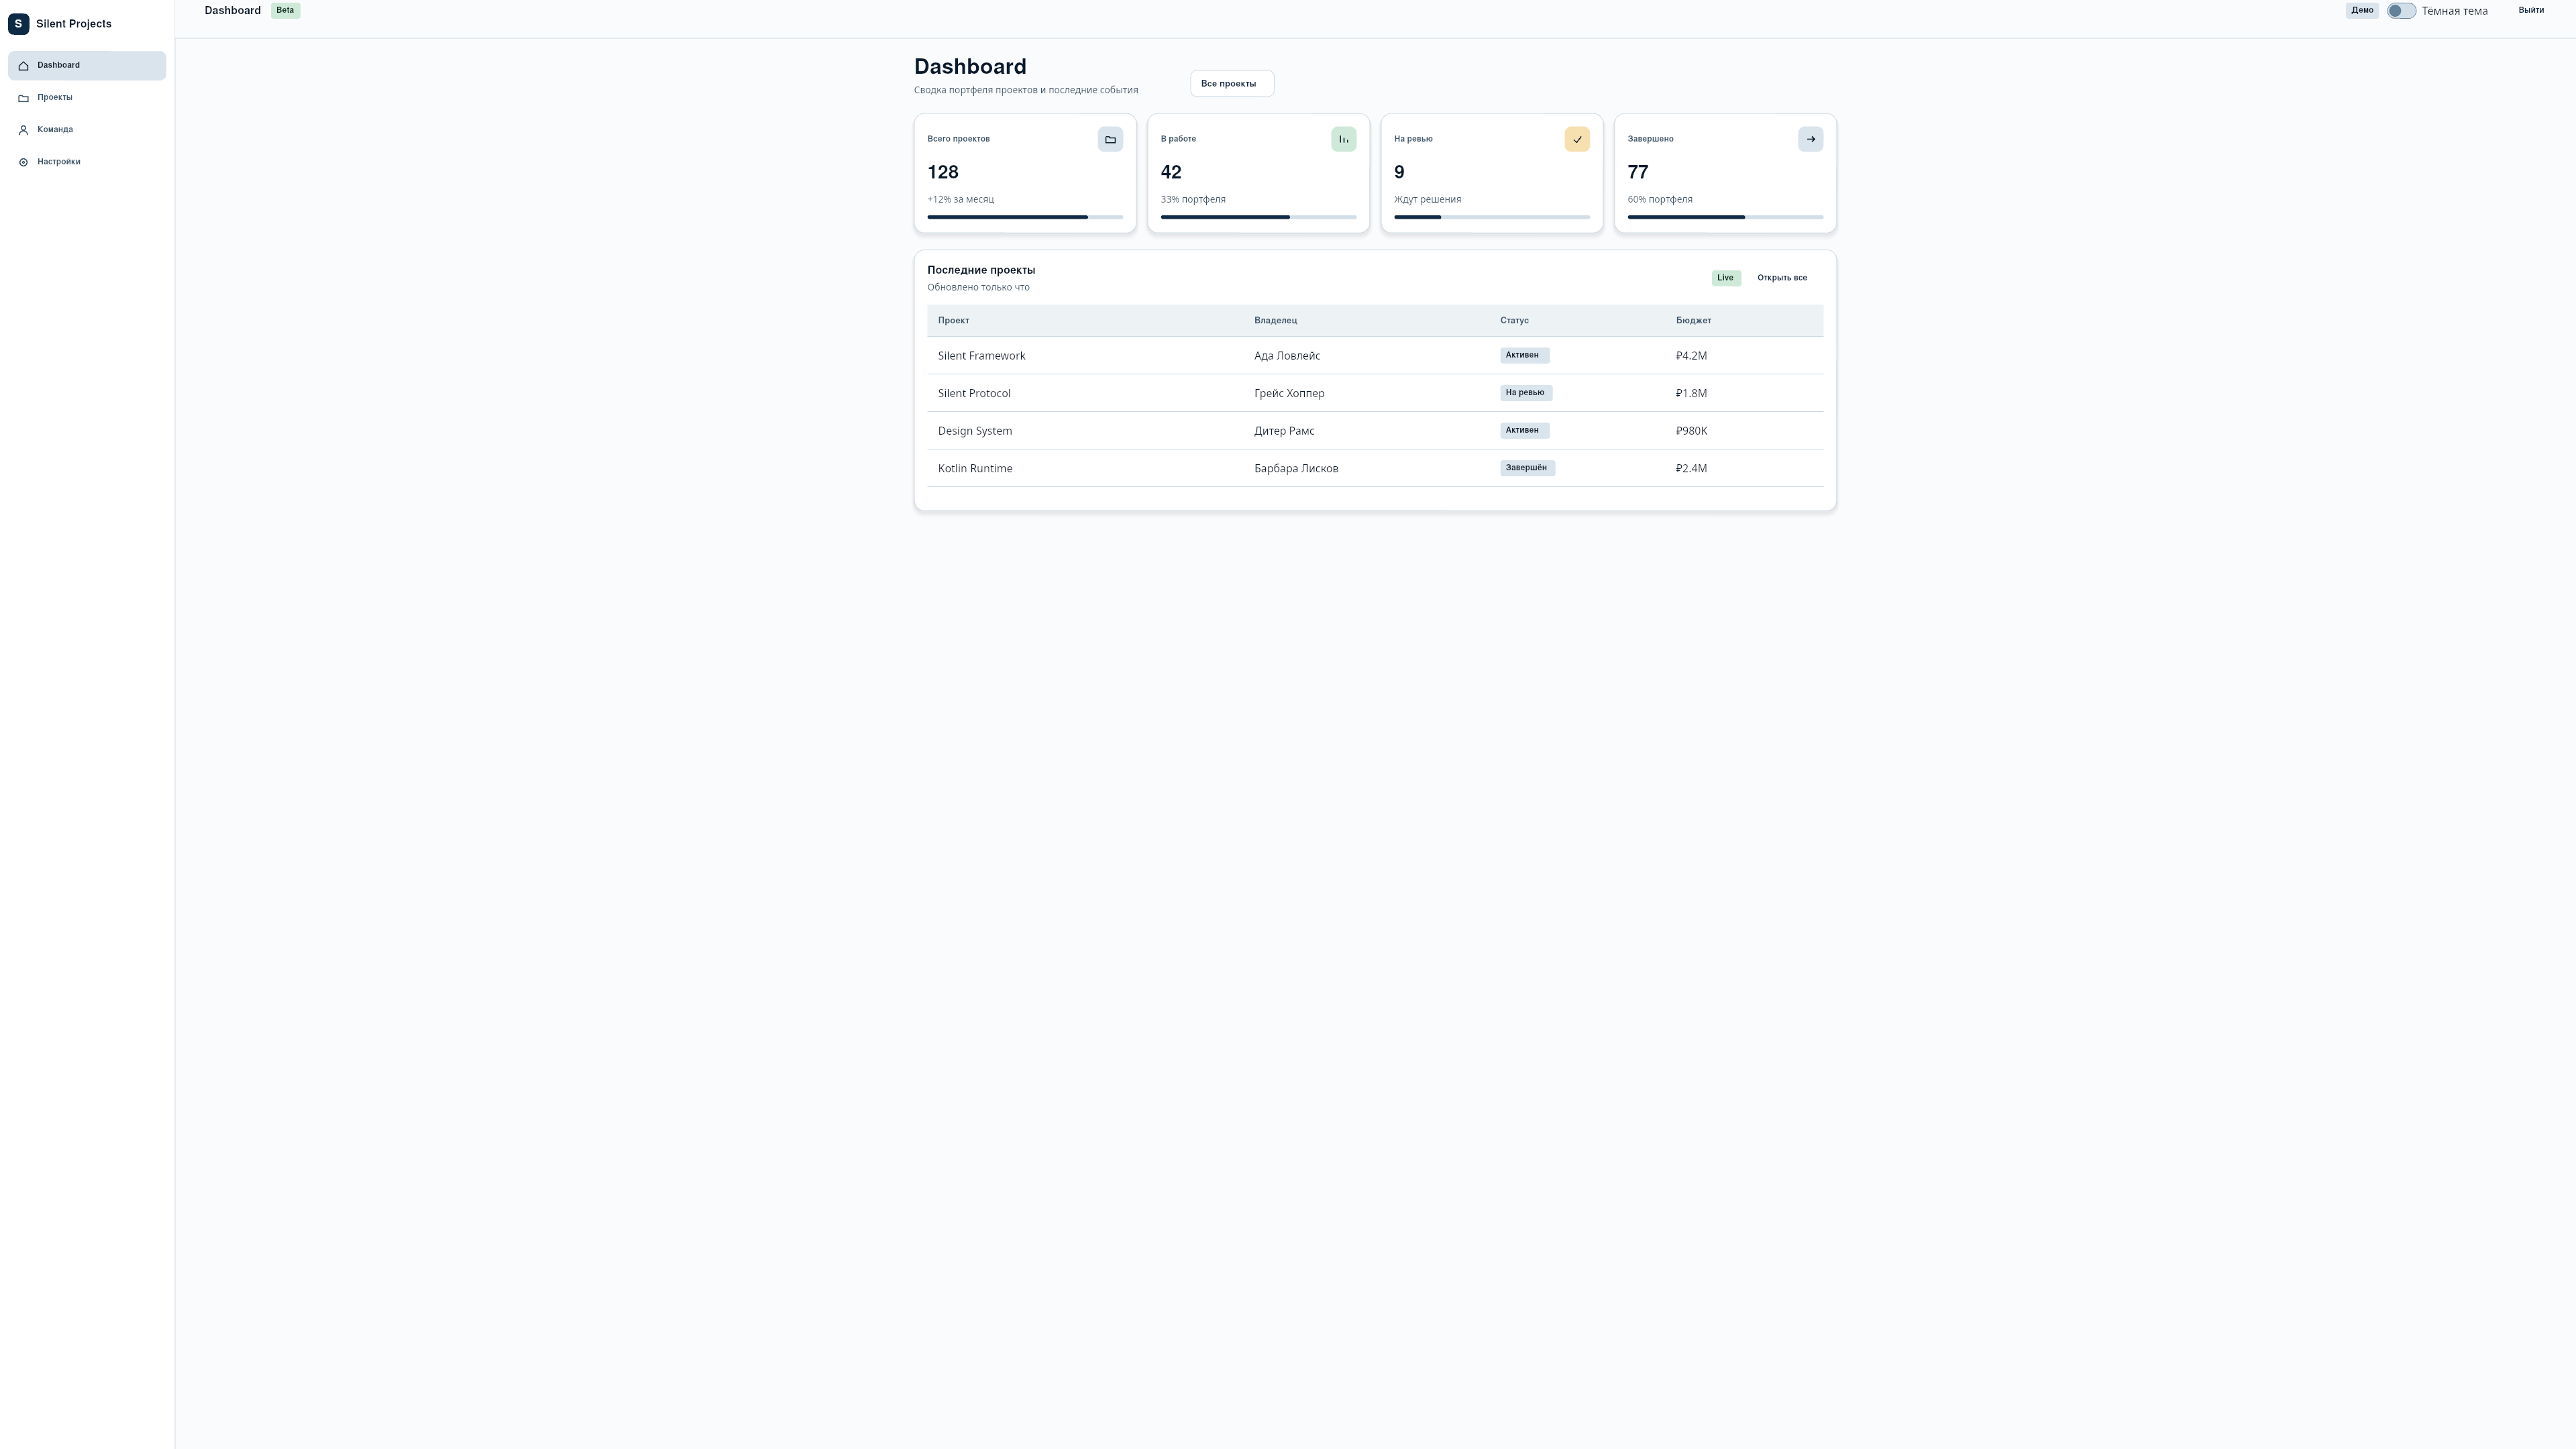 S Silent Projects
Dashboard
Проекты
Команда
Настройки
Dashboard Beta
Демо Тёмная тема Выйти
Dashboard
Сводка портфеля проектов и последние события
Все проекты
Всего проектов
128
+12% за месяц
В работе
42
33% портфеля
На ревью
9
Ждут решения
Завершено
77
60% портфеля
Последние проекты
Обновлено только что
Live Открыть все
Проект Владелец Статус Бюджет
Silent Framework Ада Ловлейс Активен ₽4.2M
Silent Protocol Грейс Хоппер На ревью ₽1.8M
Design System Дитер Рамс Активен ₽980K
Kotlin Runtime Барбара Лисков Завершён ₽2.4M